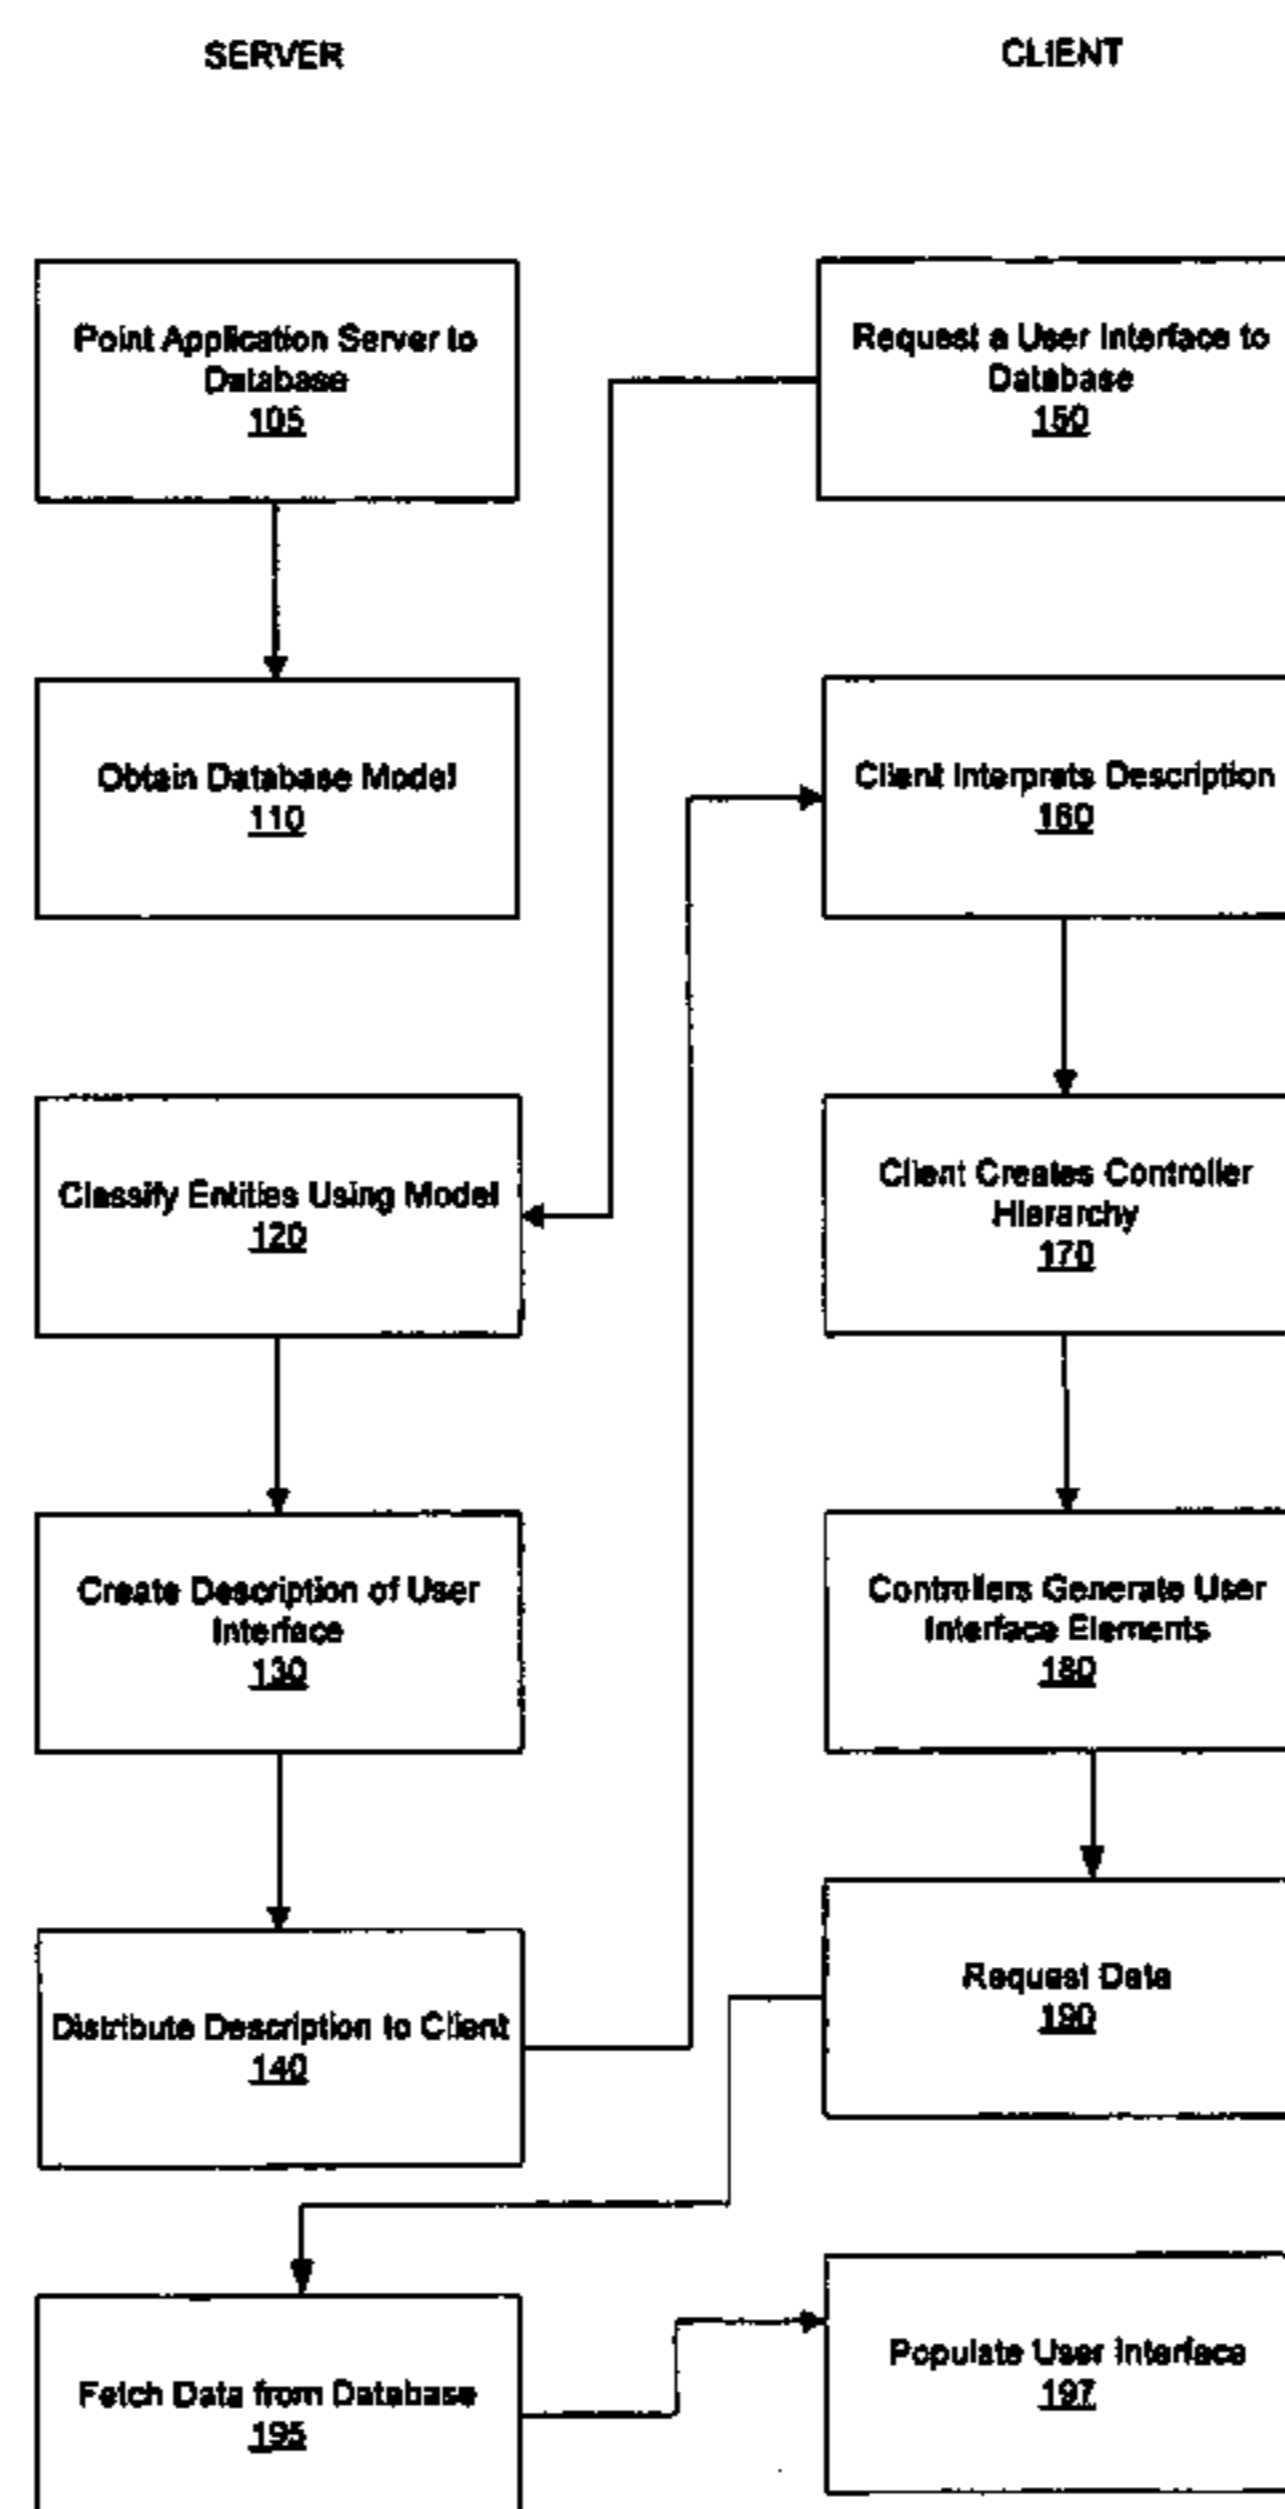 SERVER
CLIENT
Point Application Server to
Database
105
Request a User Interface to
Database
150
Obtain Database Model
110
Client Interprets Description
160
Classify Entities Using Model
120
Client Creates Controller
Hierarchy
170
Create Description of User
Interface
130
Controllers Generate User
Interface Elements
180
Distribute Description to Client
140
Request Data
190
Fetch Data from Database
195
Populate User Interface
197